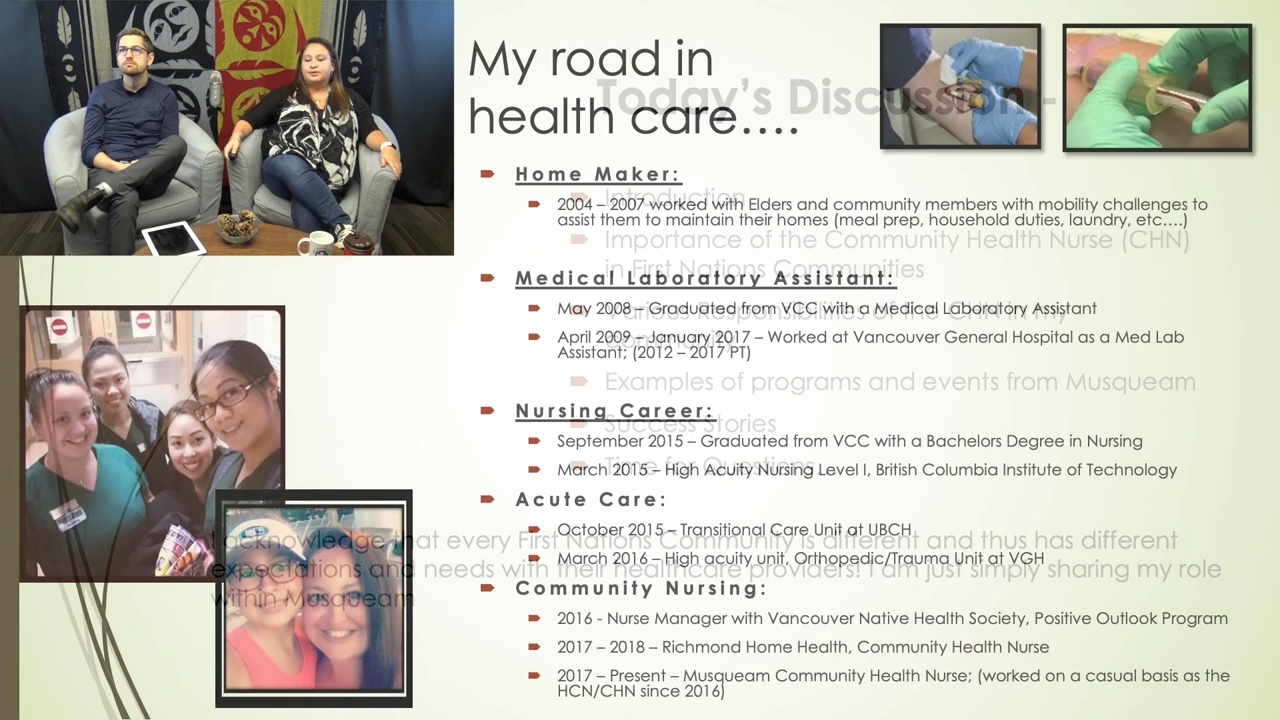 My road in
health care….
Today's Discussion -
Home Maker:
2004 – 2007 worked with Elders and community members with mobility challenges to
assist them to maintain their homes (meal prep, household duties, laundry, etc….)
Introduction
Importance of the Community Health Nurse (CHN)
in First Nations Communities
Medical Laboratory Assistant:
May 2008 – Graduated from VCC with a Medical Laboratory Assistant
April 2009 – January 2017 – Worked at Vancouver General Hospital as a Med Lab
Assistant; (2012 – 2017 PT)
Examples of programs and events from Musqueam
Nursing Career:
Success Stories
September 2015 – Graduated from VCC with a Bachelors Degree in Nursing
March 2015 – High Acuity Nursing Level I, British Columbia Institute of Technology
Time for Questions
Acute Care:
October 2015 – Transitional Care Unit at UBCH
March 2016 – High acuity unit, Orthopedic/Trauma Unit at VGH
I acknowledge that every First Nations Community is different and thus has different
expectations and needs with their healthcare providers! I am just simply sharing my role
within Musqueam
Community Nursing:
2016 - Nurse Manager with Vancouver Native Health Society, Positive Outlook Program
2017 – 2018 – Richmond Home Health, Community Health Nurse
2017 – Present – Musqueam Community Health Nurse; (worked on a casual basis as the
HCN/CHN since 2016)